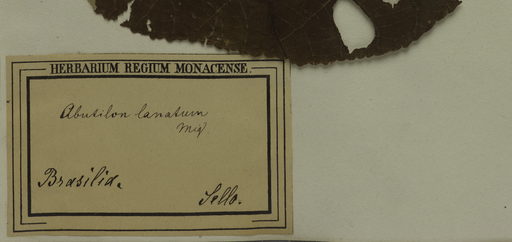 HERBARIUM REGIUM MONACENSE.
Abutilon lanatum
Miq.
Brasilia.
Sello.